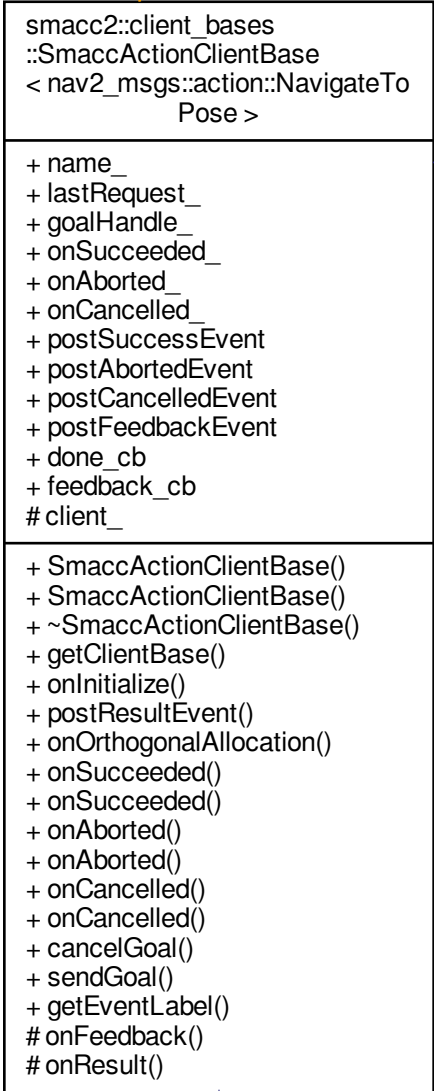 smacc2::client_bases
::SmaccActionClientBase
< nav2_msgs::action::NavigateTo
Pose >
+ name_
+ lastRequest_
+ goalHandle_
+ onSucceeded_
+ onAborted_
+ onCancelled_
+ postSuccessEvent
+ postAbortedEvent
+ postCancelledEvent
+ postFeedbackEvent
+ done_cb
+ feedback_cb
# client_
+ SmaccActionClientBase()
+ SmaccActionClientBase()
+ ~SmaccActionClientBase()
+ getClientBase()
+ onInitialize()
+ postResultEvent()
+ onOrthogonalAllocation()
+ onSucceeded()
+ onSucceeded()
+ onAborted()
+ onAborted()
+ onCancelled()
+ onCancelled()
+ cancelGoal()
+ sendGoal()
+ getEventLabel()
# onFeedback()
# onResult()